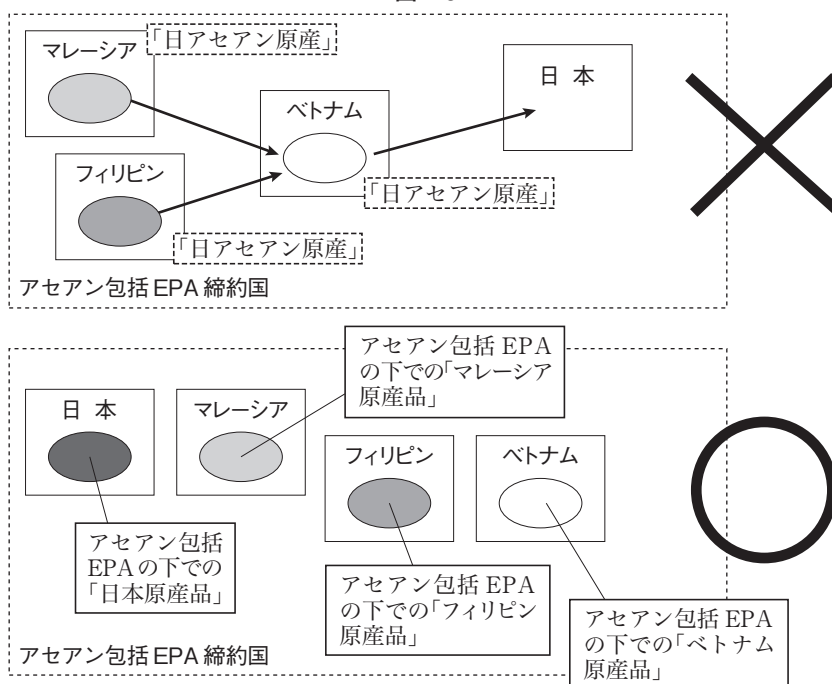 マレーシア
「日アセアン原産」
フィリピン
「日アセアン原産」
ベトナム
「日アセアン原産」
日 本
アセアン包括EPA 締約国
日 本
マレーシア
アセアン包括 EPA
の下での「マレーシア
原産品」
フィリピン
ベトナム
アセアン包括
EPAの下での
「日本原産品」
アセアン包括 EPA
の下での「フィリピン
原産品」
アセアン包括 EPA
の下での「ベトナム
原産品」
アセアン包括EPA 締約国